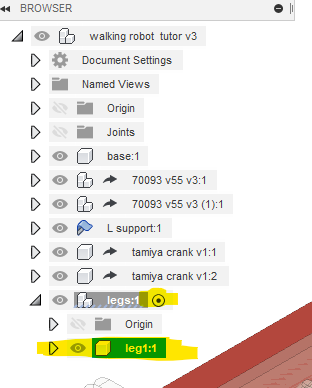 BROWSER
walking robot tutor v3
Document Settings
Named Views
Origin
Joints
base:1
70093 v55 v3:1
70093 v55 v3 (1):1
L support:1
tamiya crank v1:1
tamiya crank v1:2
legs:1
Origin
leg1:1